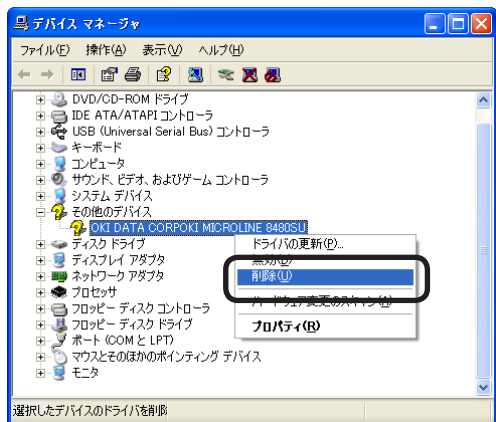 デバイス マネージャ
ファイル(F) 操作(A) 表示(V) ヘルプ(H)
DVD/CD-ROM ドライブ
IDE ATA/ATAPI コントローラ
USB (Universal Serial Bus) コントローラ
キーボード
コンピュータ
サウンド、ビデオ、およびゲーム コントローラ
システム デバイス
その他のデバイス
OKI DATA CORPOKI MICROLINE 8480SU
ディスク ドライブ
ディスプレイ アダプタ
ネットワーク アダプタ
プロセッサ
フロッピー ディスク コントローラ
フロッピー ディスク ドライブ
ポート (COM と LPT)
マウスとそのほかのポインティング デバイス
モニタ
ドライバの更新(P)...
無効(D)
削除(U)
ハードウェア変更のスキャン(A)
プロパティ(R)
選択したデバイスのドライバを削除